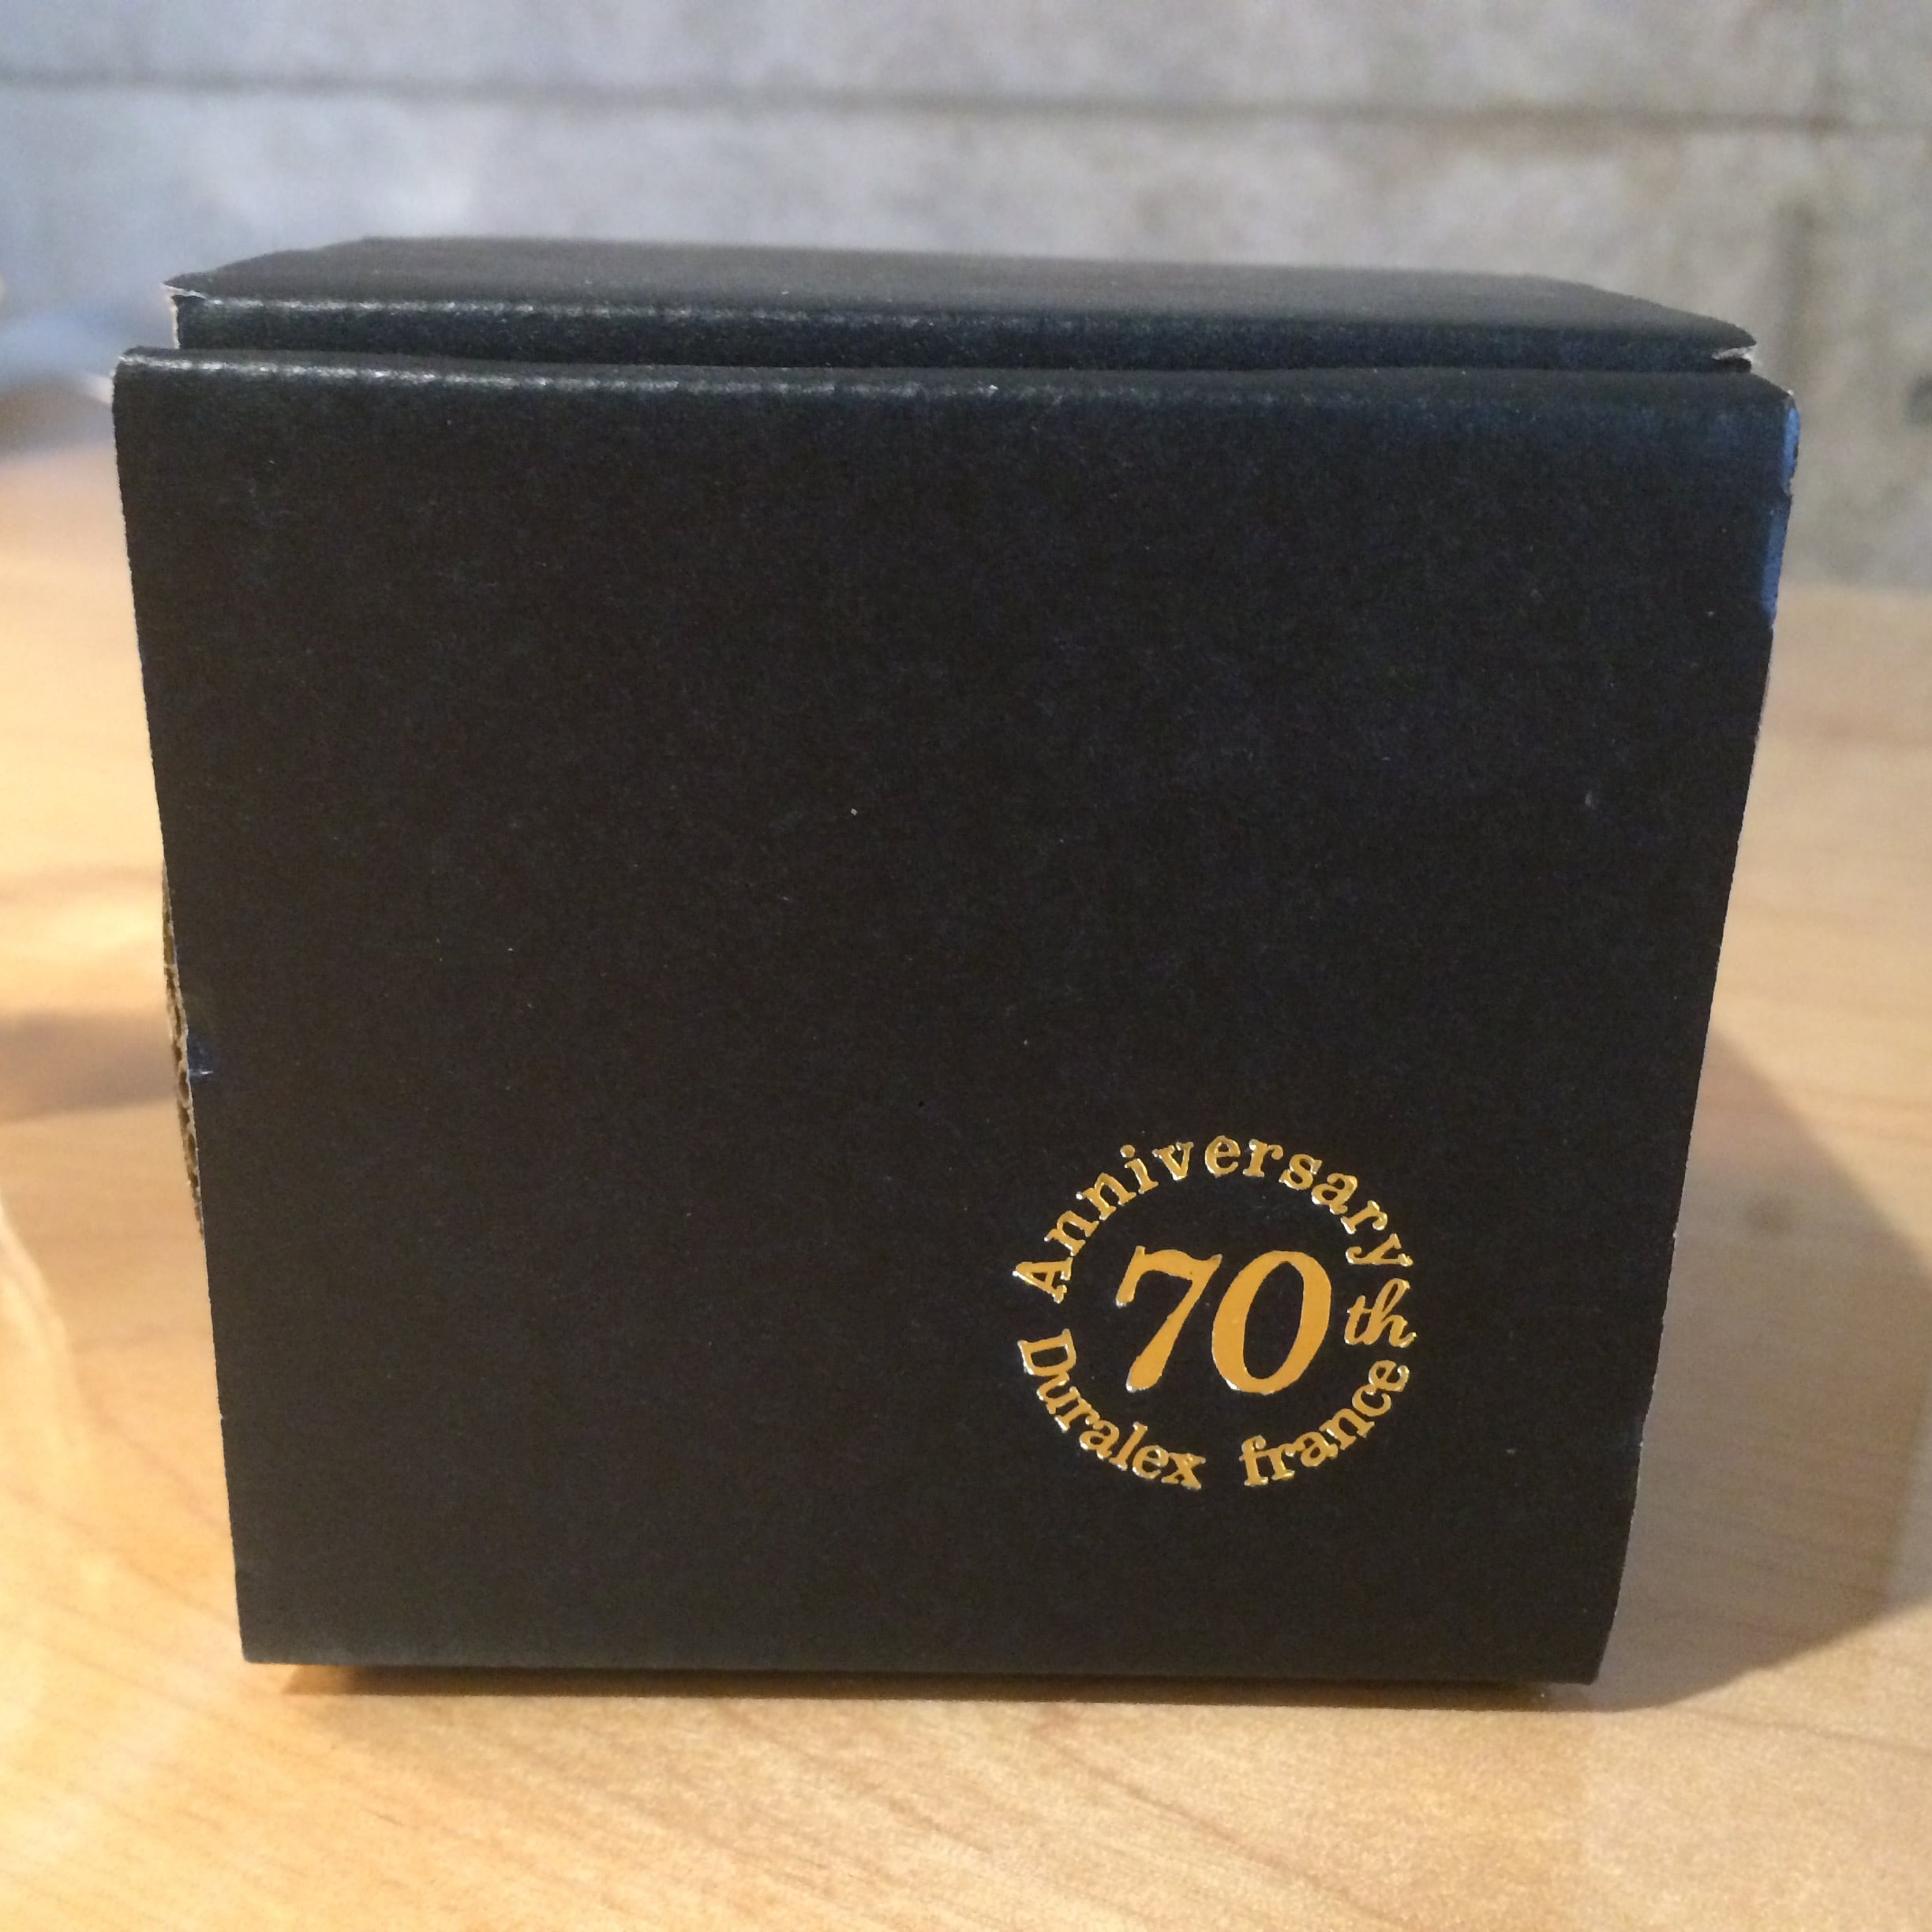 Anniversary
70th
Duralex france